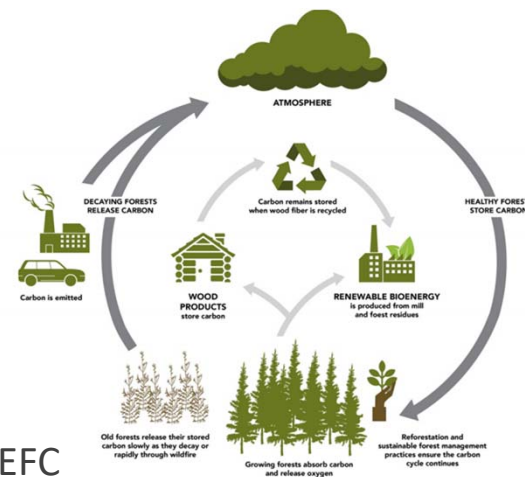 ATMOSPHERE
DECAYING FORESTS
RELEASE CARBON
HEALTHY FOREST
STORE CARBON
Carbon remains stored
when wood fiber is recycled
Carbon is emitted
WOOD
PRODUCTS
store carbon
RENEWABLE BIOENERGY
is produced from mill
and foest residues
Old forests release their stored
carbon slowly as they decay or
rapidly through wildfire
Growing forests absorb carbon
and release oxygen
Reforestation and
sustainable forest management
practices ensure the carbon
cycle continues
EFC